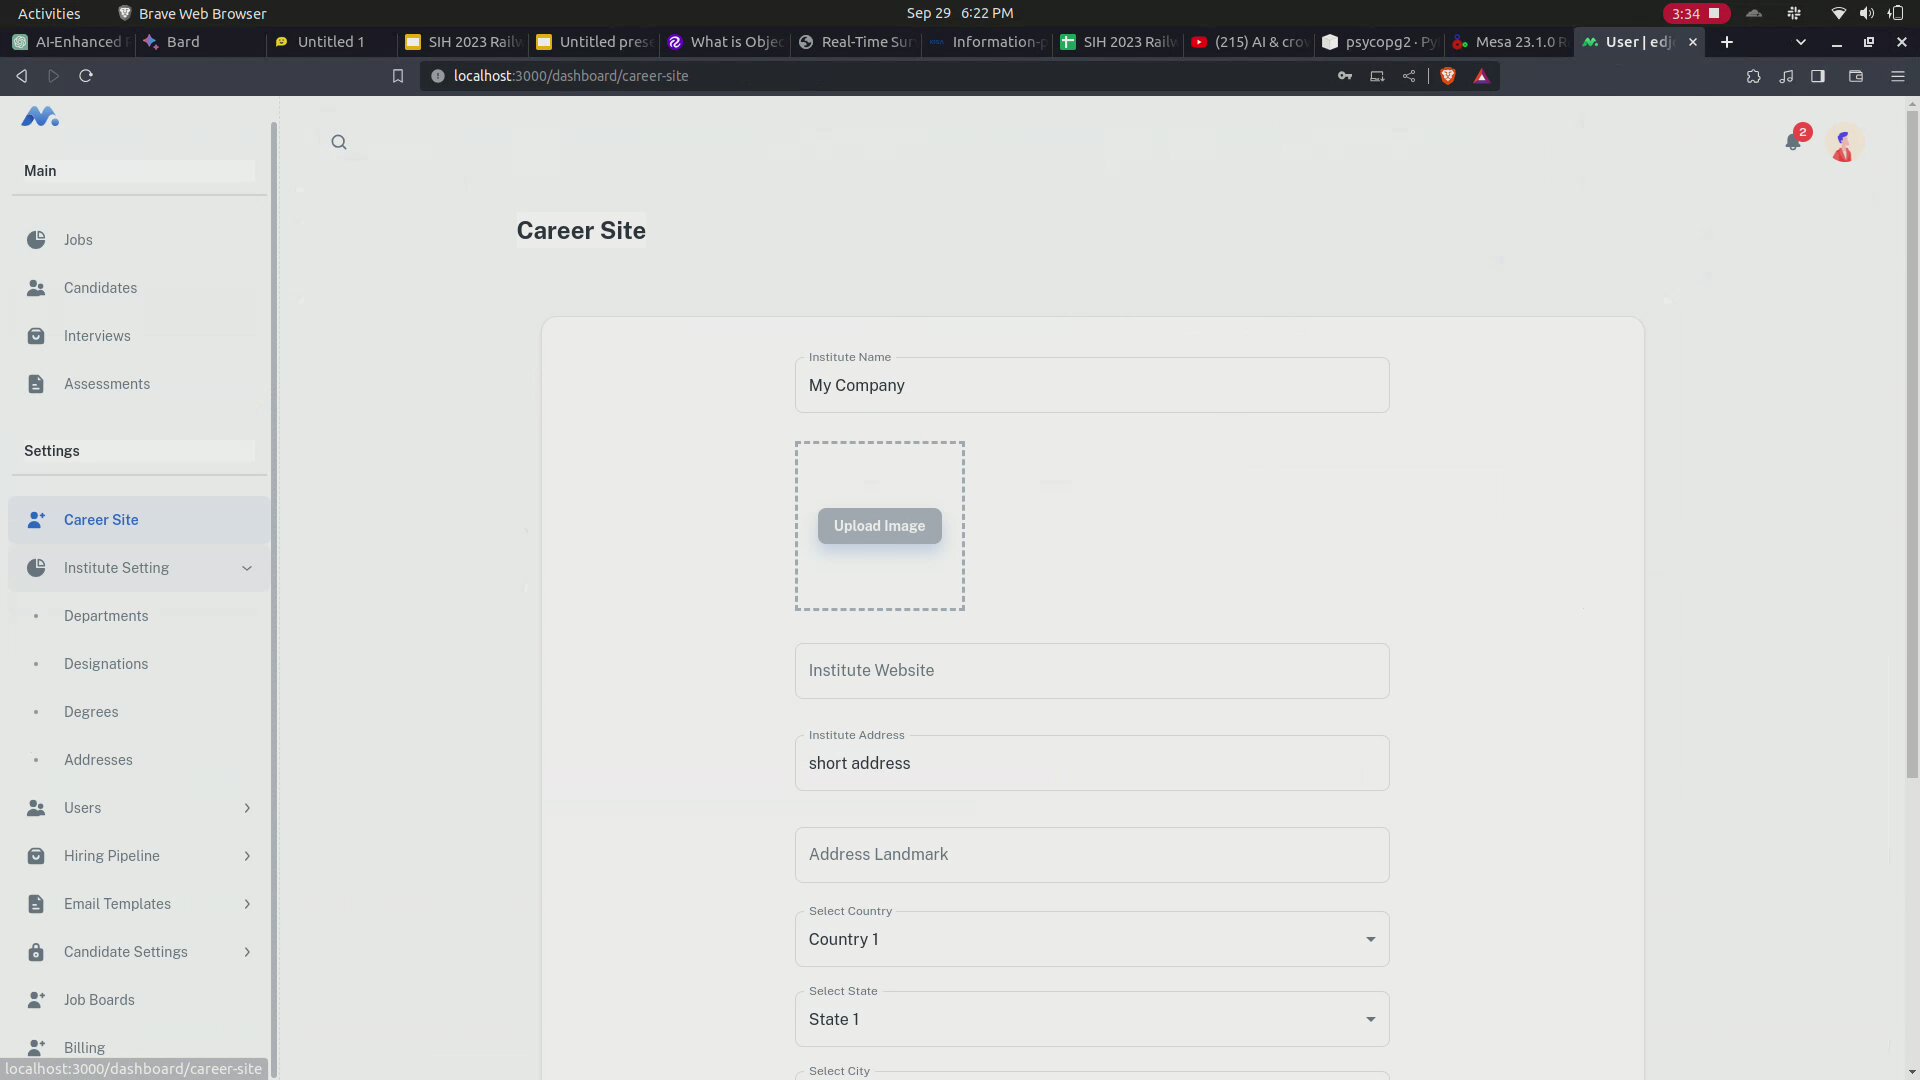 Activities
Brave Web Browser
Sep 29 6:22 PM
3:34
AI-Enhanced
Bard
Untitled 1
SIH 2023 Railw
Untitled prese
What is Objec
Real-Time Sur
Information-p
SIH 2023 Railw
(215) AI & crow
psycopg2 · Py
Mesa 23.1.0 R
User | edj
localhost:3000/dashboard/career-site
2
Main
Jobs
Candidates
Interviews
Assessments
Settings
Career Site
Institute Setting
Departments
Designations
Degrees
Addresses
Users
Hiring Pipeline
Email Templates
Candidate Settings
Job Boards
Billing
localhost:3000/dashboard/career-site
Career Site
Institute Name
My Company
Upload Image
Institute Website
Institute Address
short address
Address Landmark
Select Country
Country 1
Select State
State 1
Select City